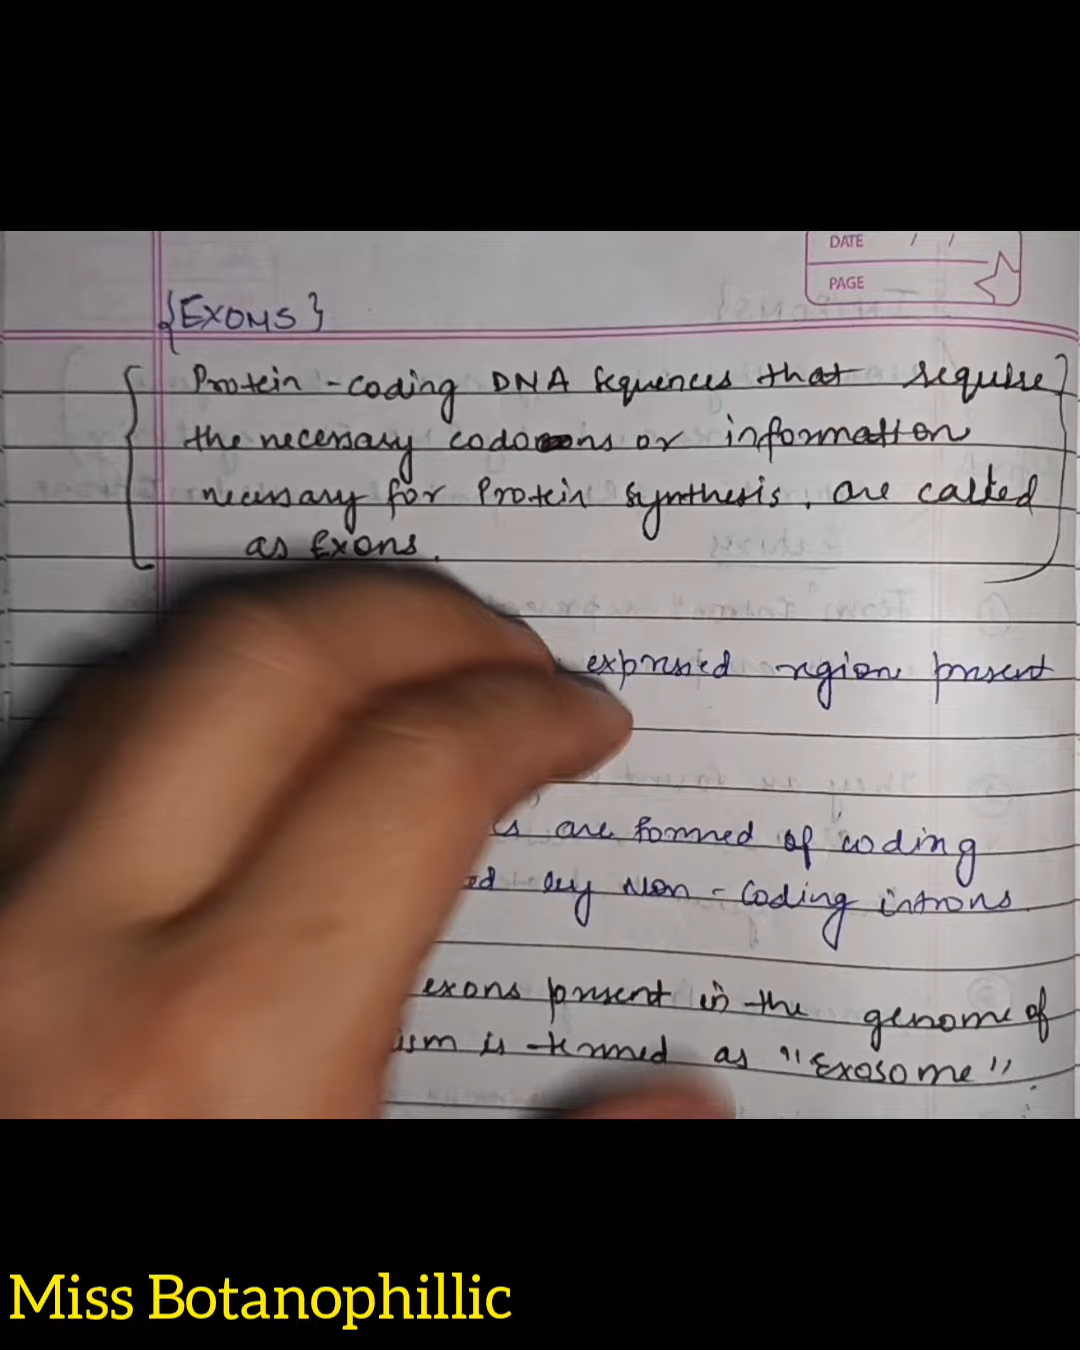 DATE / /
PAGE
{EXONS}
Protein-coding DNA sequences that require
the necessary codons or information
necessary for Protein synthesis, are called
as Exons.
expressed region present
are formed of coding
by Non-Coding introns
exons present in the genome of
is termed as "Exosome".
Miss Botanophillic